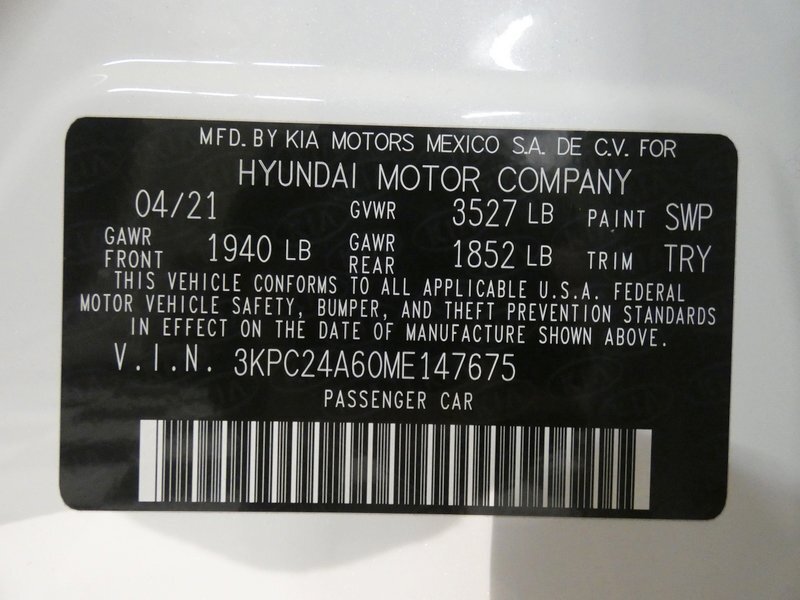 MFD. BY KIA MOTORS MEXICO S.A. DE C.V. FOR
HYUNDAI MOTOR COMPANY
04/21 GVWR 3527 LB PAINT SWP
GAWR FRONT 1940 LB GAWR REAR 1852 LB TRIM TRY
THIS VEHICLE CONFORMS TO ALL APPLICABLE U.S.A. FEDERAL
MOTOR VEHICLE SAFETY, BUMPER, AND THEFT PREVENTION STANDARDS
IN EFFECT ON THE DATE OF MANUFACTURE SHOWN ABOVE.
V.I.N. 3KPC24A60ME147675
PASSENGER CAR